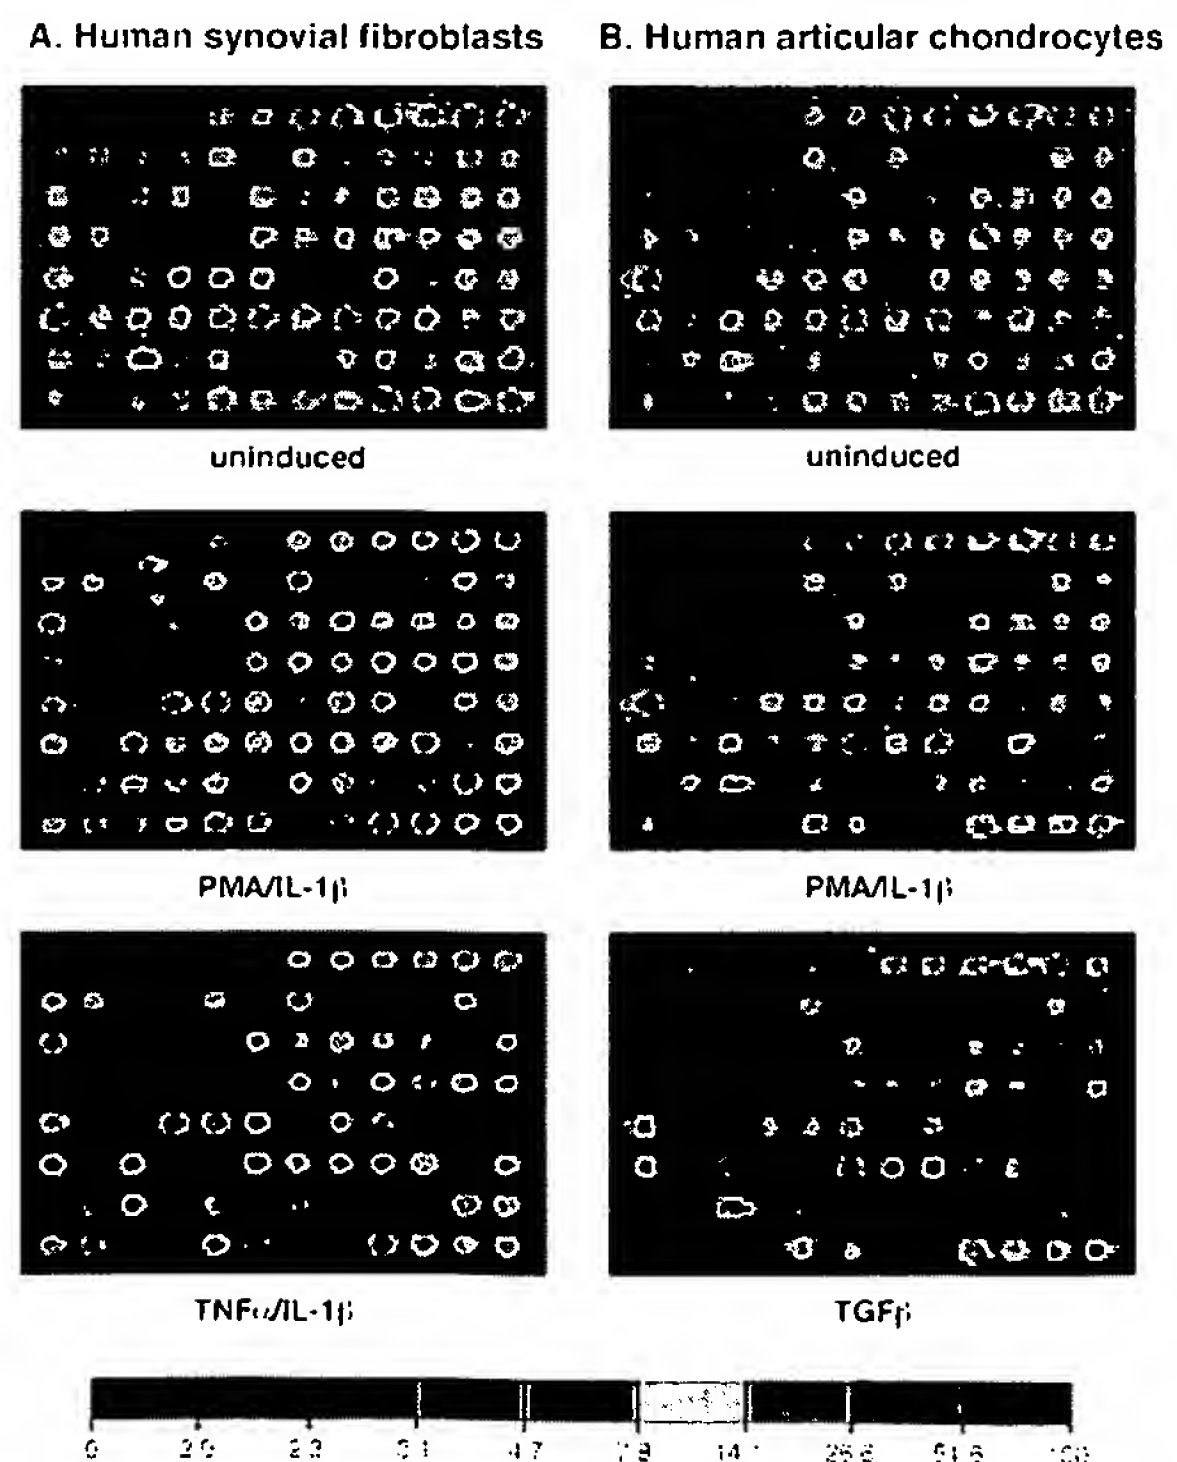 A. Human synovial fibroblasts
B. Human articular chondrocytes
uninduced
uninduced
PMA/IL-1β
PMA/IL-1β
TNFα/IL-1β
TGFβ
0